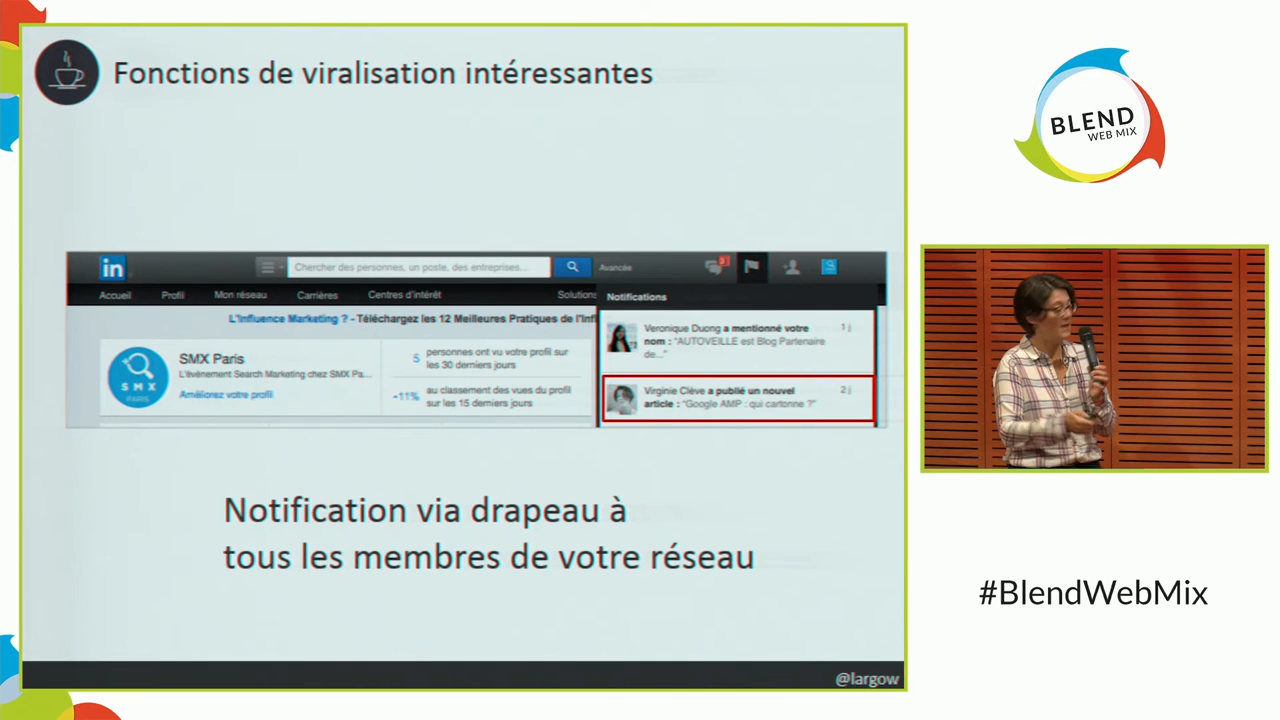 Fonctions de viralisation intéressantes
in
Chercher des personnes, un poste, des entreprises...
Avancée
Accueil Profil Mon réseau Carrières Centres d'intérêt Solutions
Notifications
L'Influence Marketing ? - Téléchargez les 12 Meilleures Pratiques de l'Inf
SMX
PARIS
SMX Paris
L'événement Search Marketing chez SMX Pa...
Améliorez votre profil
5 personnes ont vu votre profil sur
les 30 derniers jours
-11% au classement des vues du profil
sur les 15 derniers jours
Veronique Duong a mentionné votre 1 j
nom : "AUTOVEILLE est Blog Partenaire
de..."
Virginie Clève a publié un nouvel 2 j
article : "Google AMP : qui cartonne ?"
Notification via drapeau à
tous les membres de votre réseau
@largow
BLEND
WEB MIX
#BlendWebMix